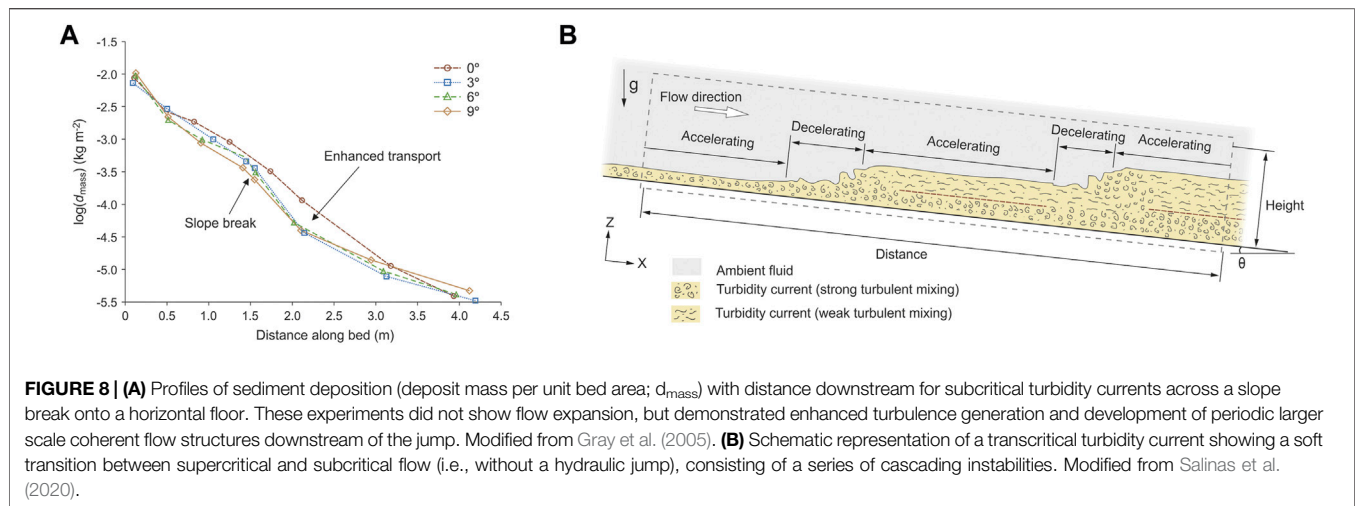 A
-1.5
-2.0
-2.5
-3.0
-3.5
-4.0
-4.5
-5.0
-5.5
log(dmass) (kg m-2)
0
0.5
1.0
1.5
2.0
2.5
3.0
3.5
4.0
4.5
Distance along bed (m)
0°
3°
6°
9°
Enhanced transport
Slope break
B
g
Flow direction
Accelerating
Decelerating
Accelerating
Decelerating
Accelerating
Height
Distance
θ
Z
X
Ambient fluid
Turbidity current (strong turbulent mixing)
Turbidity current (weak turbulent mixing)
FIGURE 8 | (A) Profiles of sediment deposition (deposit mass per unit bed area; dmass) with distance downstream for subcritical turbidity currents across a slope
break onto a horizontal floor. These experiments did not show flow expansion, but demonstrated enhanced turbulence generation and development of periodic larger
scale coherent flow structures downstream of the jump. Modified from Gray et al. (2005). (B) Schematic representation of a transcritical turbidity current showing a soft
transition between supercritical and subcritical flow (i.e., without a hydraulic jump), consisting of a series of cascading instabilities. Modified from Salinas et al.
(2020).